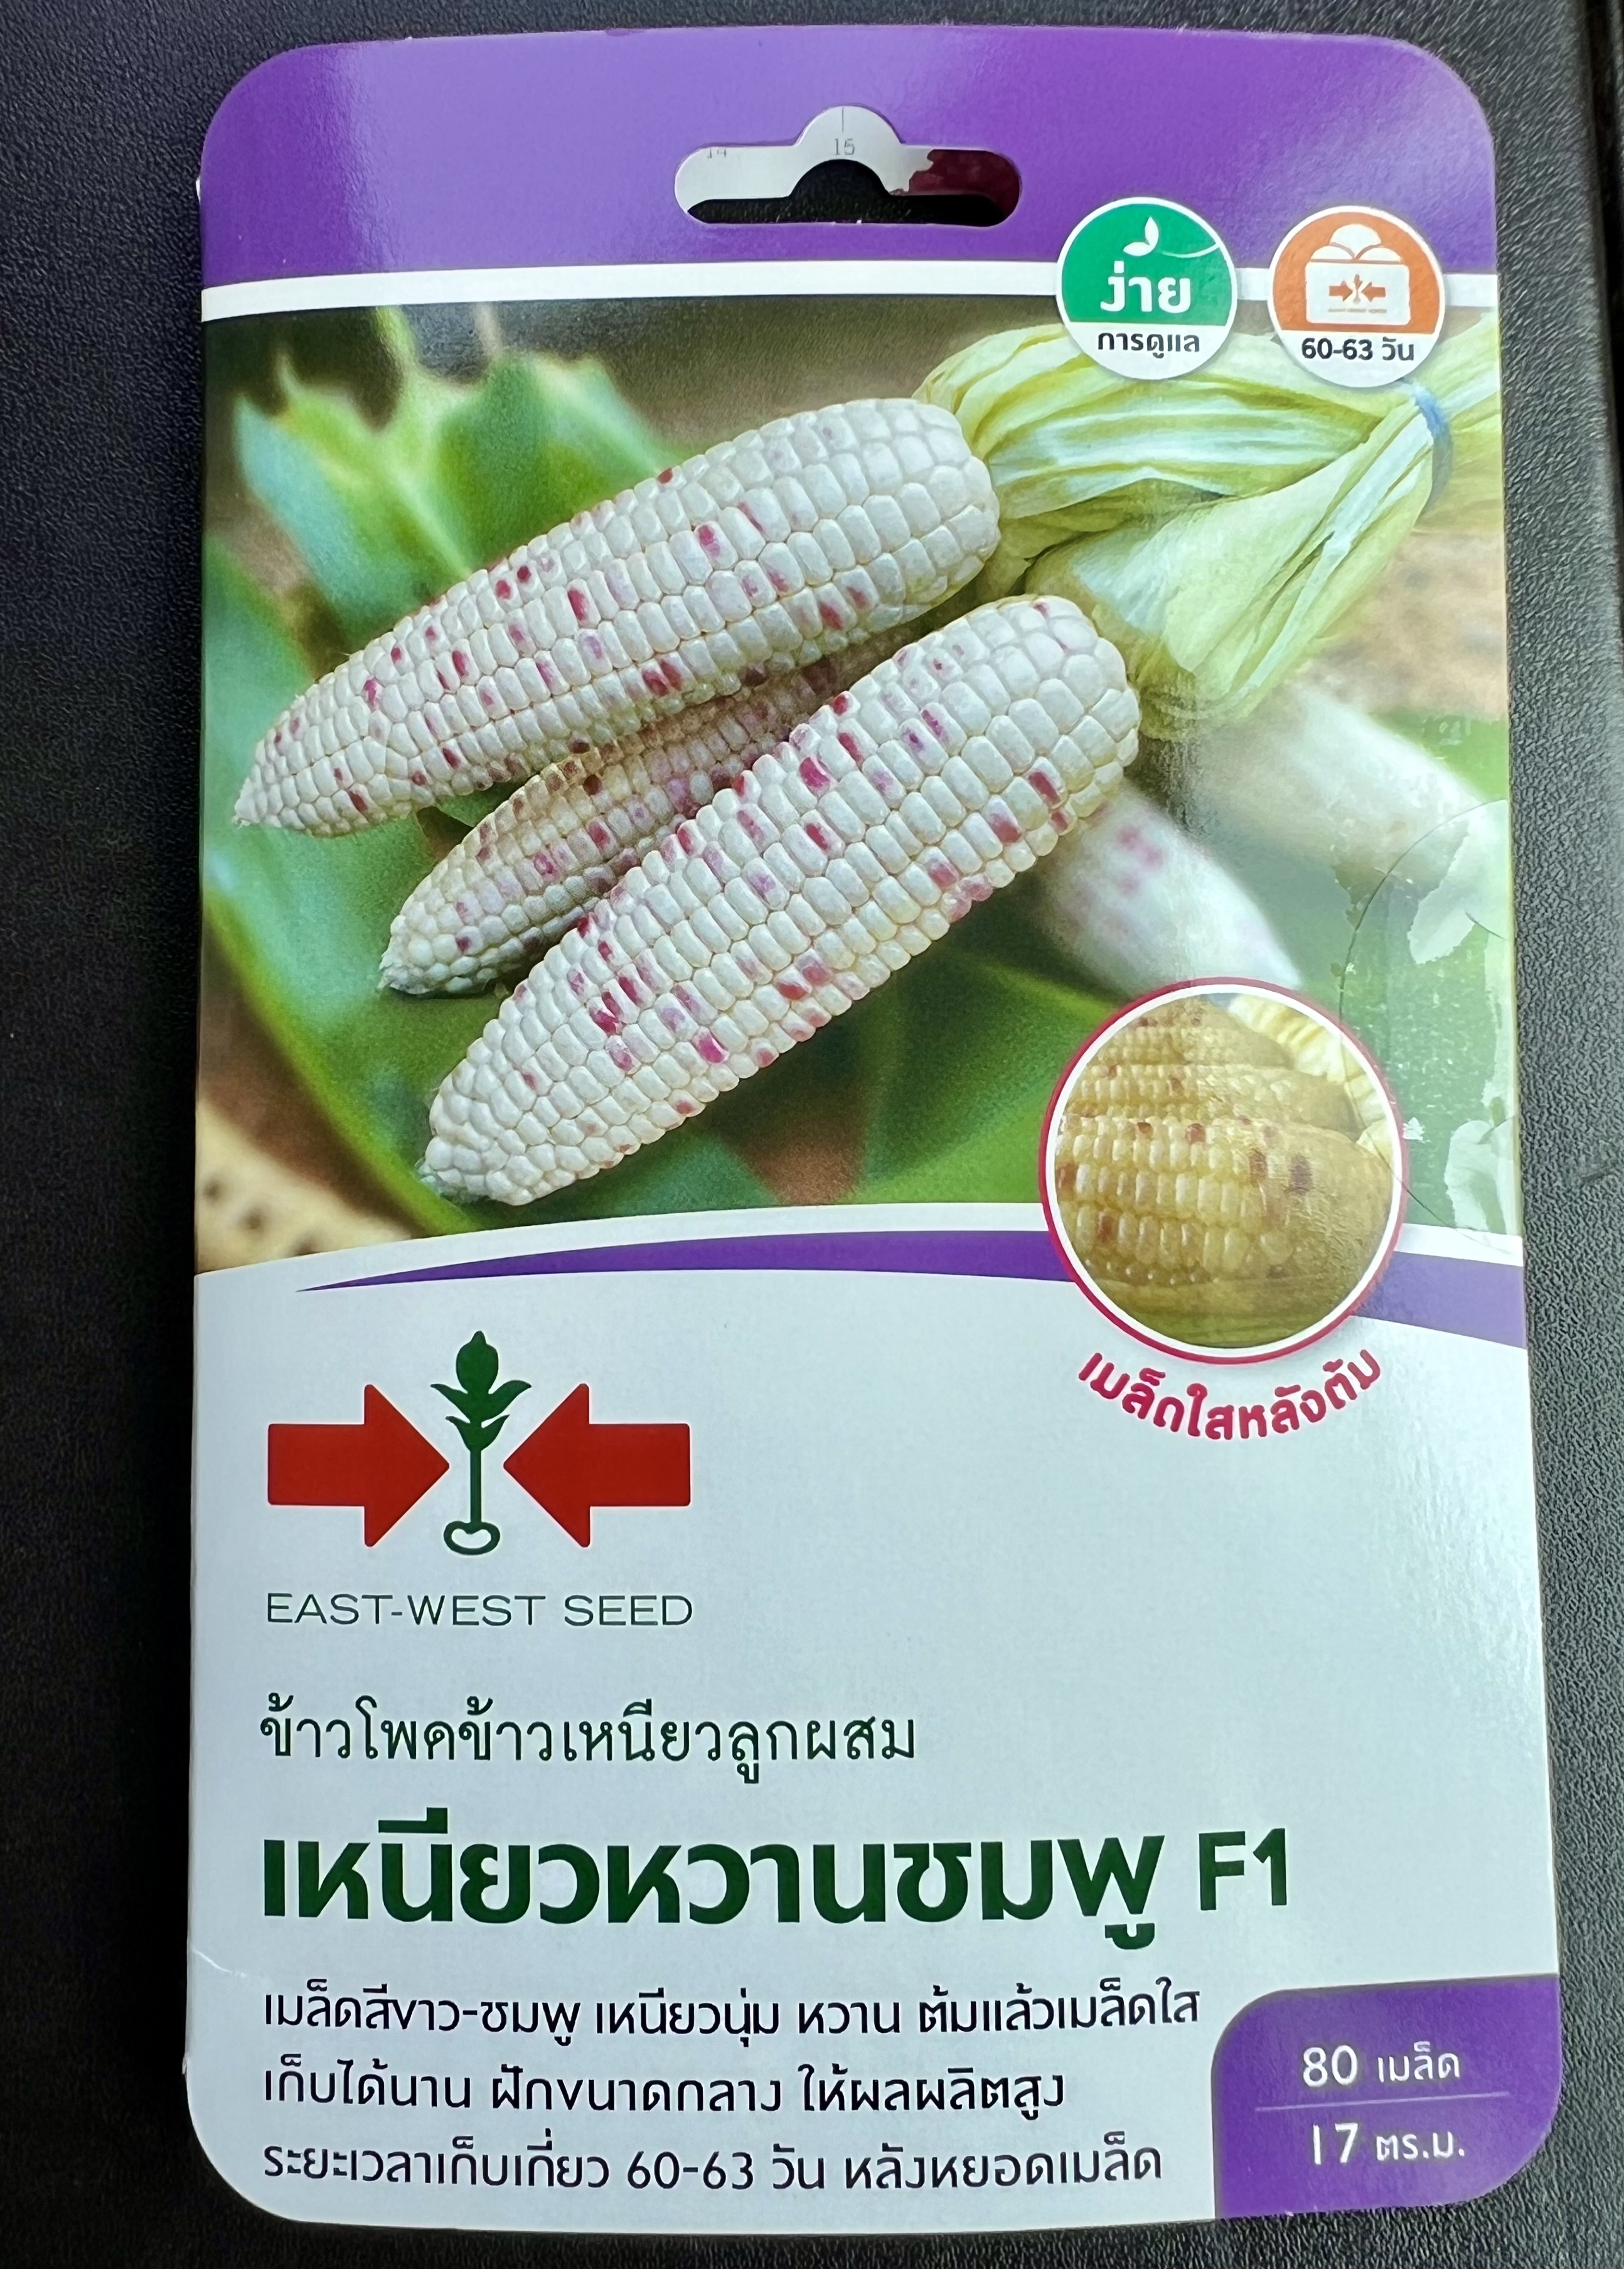 15
ง่าย
การดูแล
60-63 วัน
เมล็ดใสหลังต้ม
EAST-WEST SEED
ข้าวโพดข้าวเหนียวลูกผสม
เหนียวหวานชมพู F1
เมล็ดสีขาว-ชมพู เหนียวนุ่ม หวาน ต้มแล้วเมล็ดใส
เก็บได้นาน ฝักขนาดกลาง ให้ผลผลิตสูง
ระยะเวลาเก็บเกี่ยว 60-63 วัน หลังหยอดเมล็ด
80 เมล็ด
17 ตร.ม.